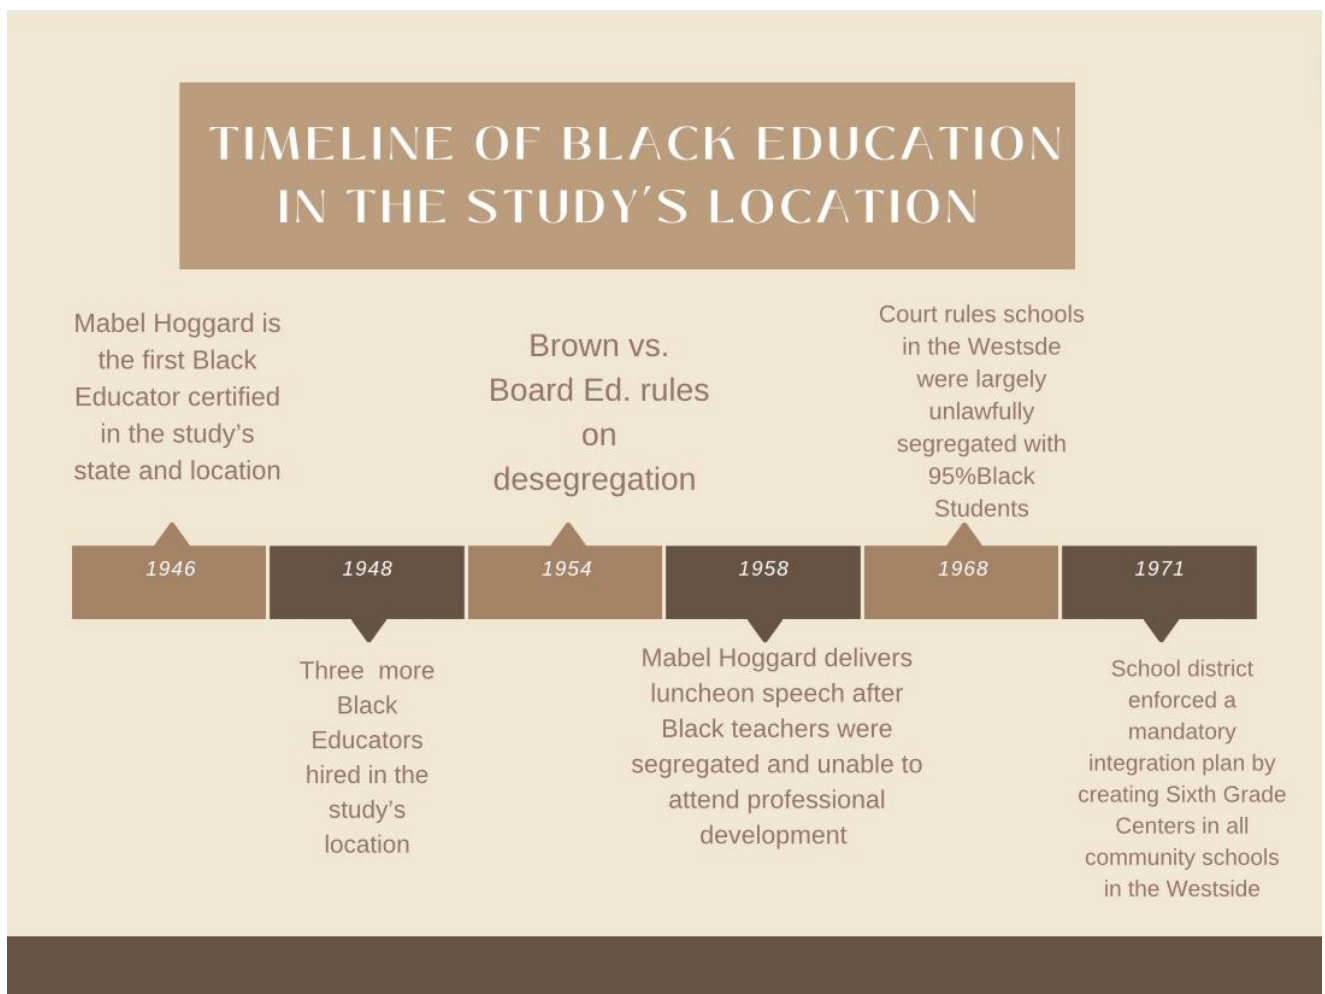 TIMELINE OF BLACK EDUCATION
IN THE STUDY'S LOCATION
Mabel Hoggard is
the first Black
Educator certified
in the study's
state and location
Brown vs.
Board Ed. rules
on
desegregation
Court rules schools
in the Westsde
were largely
unlawfully
segregated with
95%Black
Students
1946
1948
1954
1958
1968
1971
Three  more
Black
Educators
hired in the
study's
location
Mabel Hoggard delivers
luncheon speech after
Black teachers were
segregated and unable to
attend professional
development
School district
enforced a
mandatory
integration plan by
creating Sixth Grade
Centers in all
community schools
in the Westside